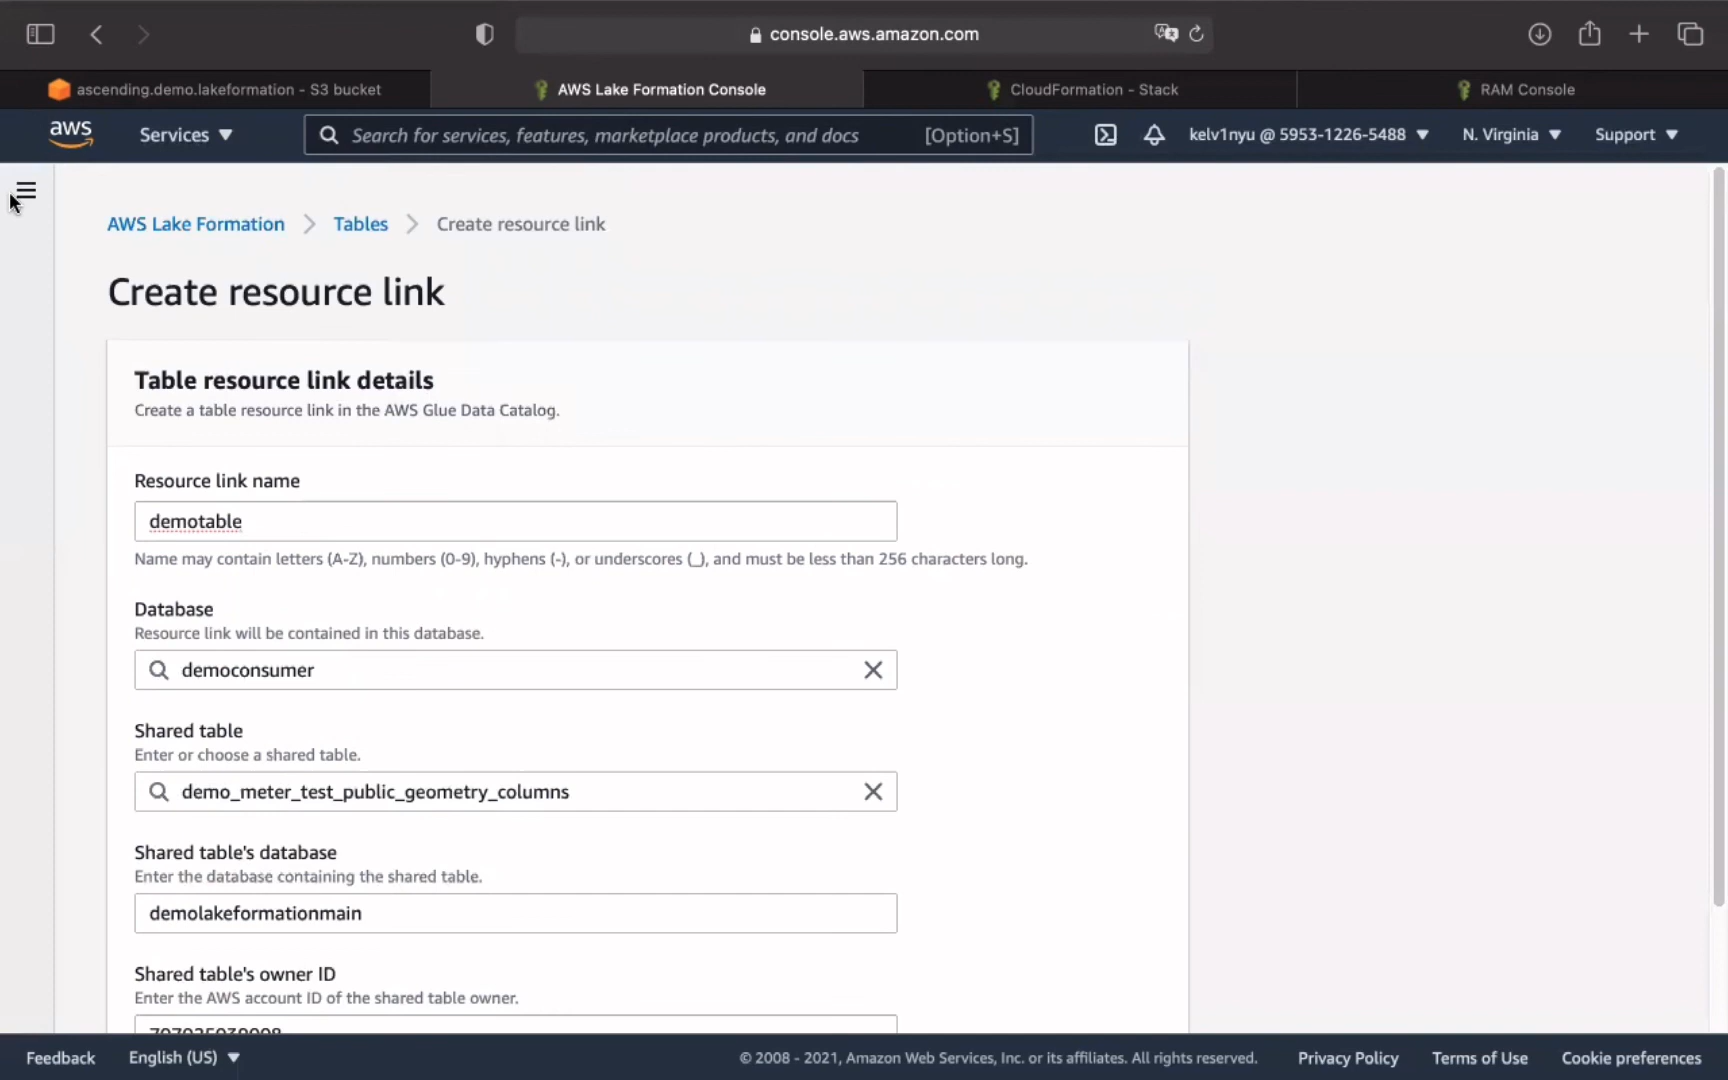 console.aws.amazon.com
ascending.demo.lakeformation - S3 bucket
AWS Lake Formation Console
CloudFormation - Stack
RAM Console
aws
Services
Search for services, features, marketplace products, and docs
[Option+S]
kelv1nyu @ 5953-1226-5488
N. Virginia
Support
AWS Lake Formation
Tables
Create resource link
Create resource link
Table resource link details
Create a table resource link in the AWS Glue Data Catalog.
Resource link name
demotable
Name may contain letters (A-Z), numbers (0-9), hyphens (-), or underscores (_), and must be less than 256 characters long.
Database
Resource link will be contained in this database.
democonsumer
Shared table
Enter or choose a shared table.
demo_meter_test_public_geometry_columns
Shared table's database
Enter the database containing the shared table.
demolakeformationmain
Shared table's owner ID
Enter the AWS account ID of the shared table owner.
Feedback
English (US)
© 2008 - 2021, Amazon Web Services, Inc. or its affiliates. All rights reserved.
Privacy Policy
Terms of Use
Cookie preferences